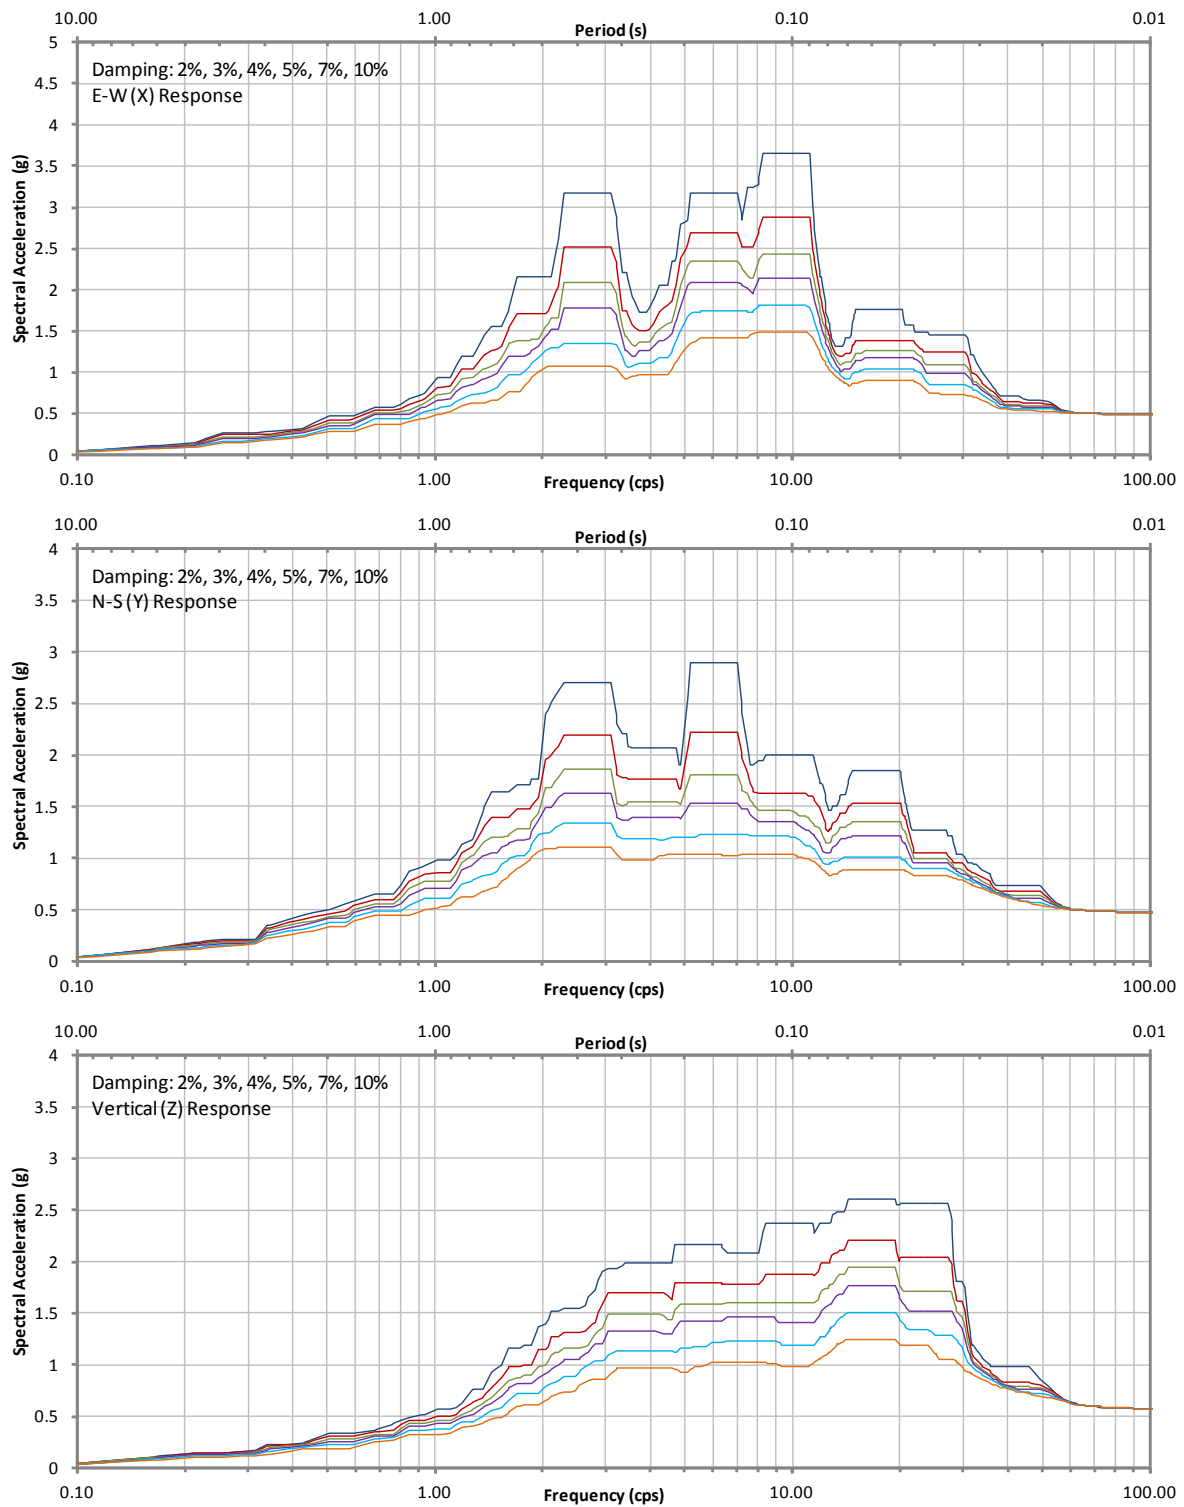 10.00 1.00 0.10 0.01
Period (s)
5
Damping: 2%, 3%, 4%, 5%, 7%, 10%
4.5
E-W (X) Response
4
3.5
3
2.5
2
1.5
1
0.5
0
Spectral Acceleration (g)
0.10 1.00 10.00 100.00
Frequency (cps)
10.00 1.00 0.10 0.01
Period (s)
4
Damping: 2%, 3%, 4%, 5%, 7%, 10%
3.5
N-S (Y) Response
3
2.5
2
1.5
1
0.5
0
Spectral Acceleration (g)
0.10 1.00 10.00 100.00
Frequency (cps)
10.00 1.00 0.10 0.01
Period (s)
4
Damping: 2%, 3%, 4%, 5%, 7%, 10%
3.5
Vertical (Z) Response
3
2.5
2
1.5
1
0.5
0
Spectral Acceleration (g)
0.10 1.00 10.00 100.00
Frequency (cps)